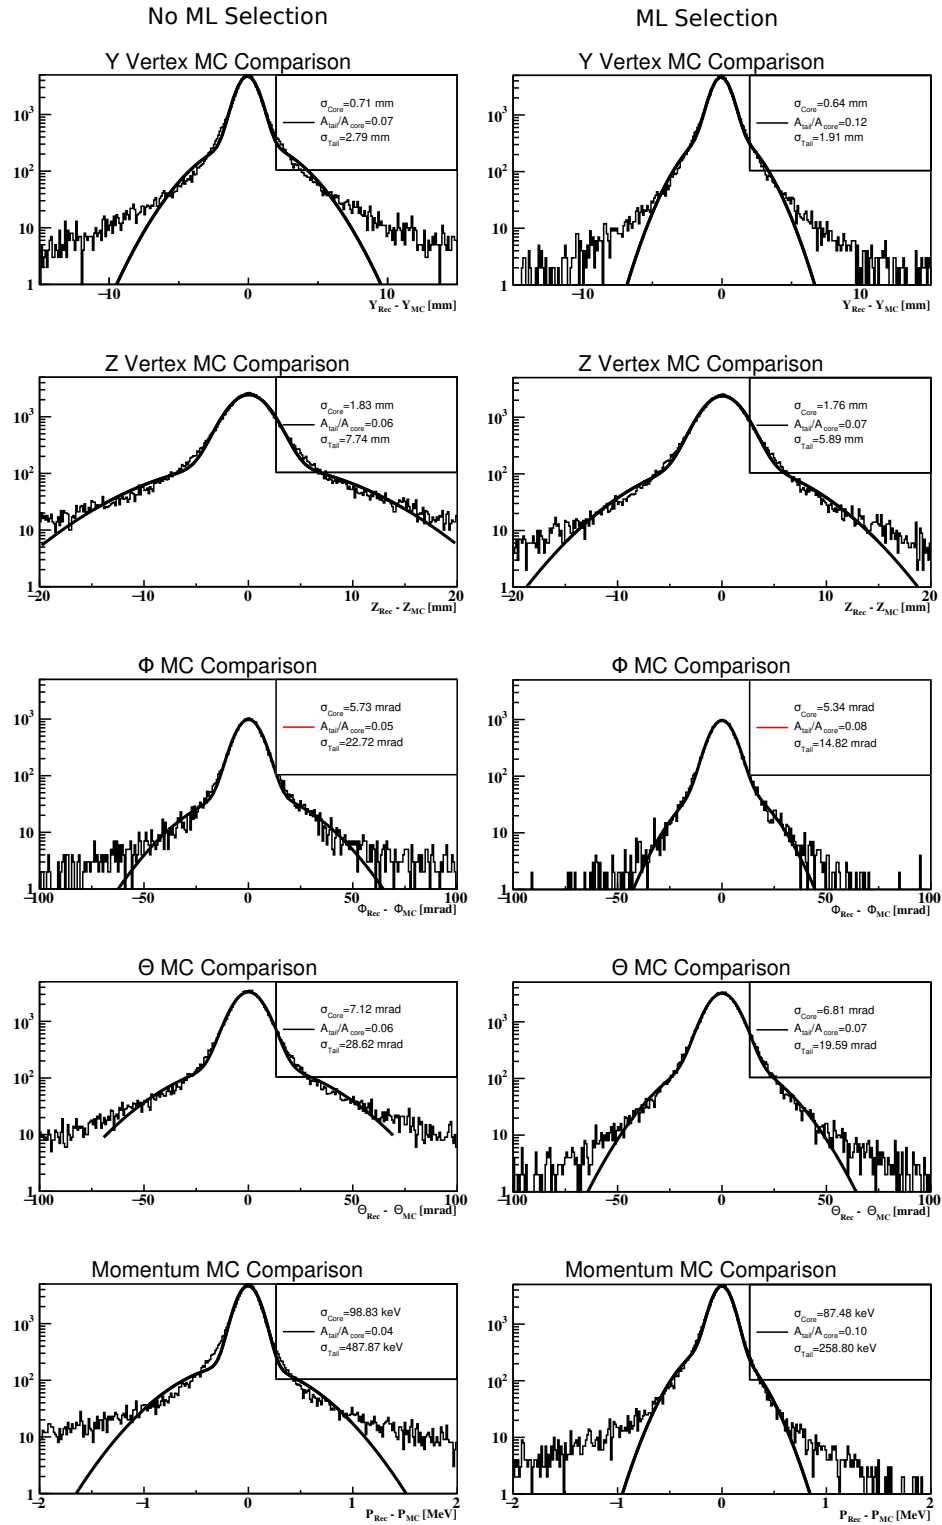 No ML Selection
ML Selection
Y Vertex MC Comparison
10³
10²
10
1
σCore=0.71 mm
Atail/Acore=0.07
σTail=2.79 mm
−10 0 10
YRec - YMC [mm]
Y Vertex MC Comparison
10³
10²
10
1
σCore=0.64 mm
Atail/Acore=0.12
σTail=1.91 mm
−10 0 10
YRec - YMC [mm]
Z Vertex MC Comparison
10³
10²
10
1
σCore=1.83 mm
Atail/Acore=0.06
σTail=7.74 mm
−20 −10 0 10 20
ZRec - ZMC [mm]
Z Vertex MC Comparison
10³
10²
10
1
σCore=1.76 mm
Atail/Acore=0.07
σTail=5.89 mm
−20 −10 0 10 20
ZRec - ZMC [mm]
Φ MC Comparison
10³
10²
10
1
σCore=5.73 mrad
Atail/Acore=0.05
σTail=22.72 mrad
−100 −50 0 50 100
ΦRec - ΦMC [mrad]
Φ MC Comparison
10³
10²
10
1
σCore=5.34 mrad
Atail/Acore=0.08
σTail=14.82 mrad
−100 −50 0 50 100
ΦRec - ΦMC [mrad]
Θ MC Comparison
10³
10²
10
1
σCore=7.12 mrad
Atail/Acore=0.06
σTail=28.62 mrad
−100 −50 0 50 100
ΘRec - ΘMC [mrad]
Θ MC Comparison
10³
10²
10
1
σCore=6.81 mrad
Atail/Acore=0.07
σTail=19.59 mrad
−100 −50 0 50 100
ΘRec - ΘMC [mrad]
Momentum MC Comparison
10³
10²
10
1
σCore=98.83 keV
Atail/Acore=0.04
σTail=487.87 keV
−2 −1 0 1 2
PRec - PMC [MeV]
Momentum MC Comparison
10³
10²
10
1
σCore=87.48 keV
Atail/Acore=0.10
σTail=258.80 keV
−2 −1 0 1 2
PRec - PMC [MeV]